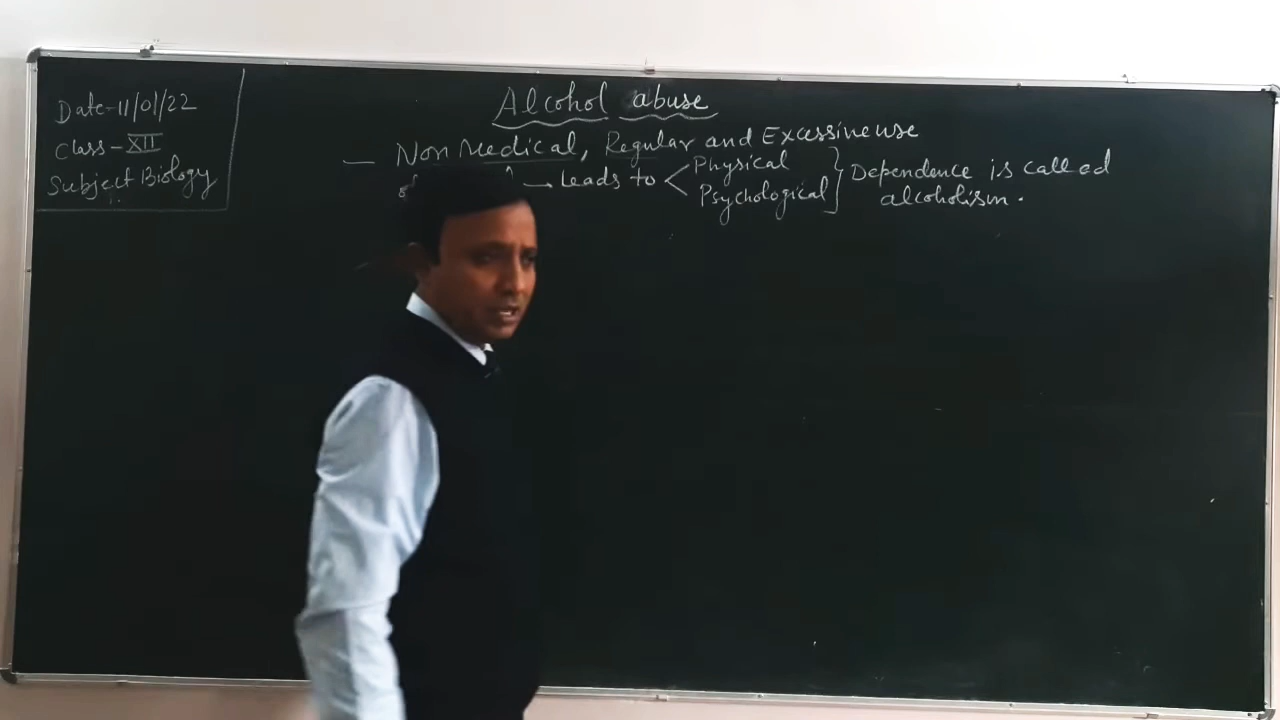 Date-11/01/22
Class-XII
Subject Biology
Alcohol abuse
— Non Medical, Regular and Excessive use
→ Leads to < Physical
Psychological } Dependence is called
alcoholism.